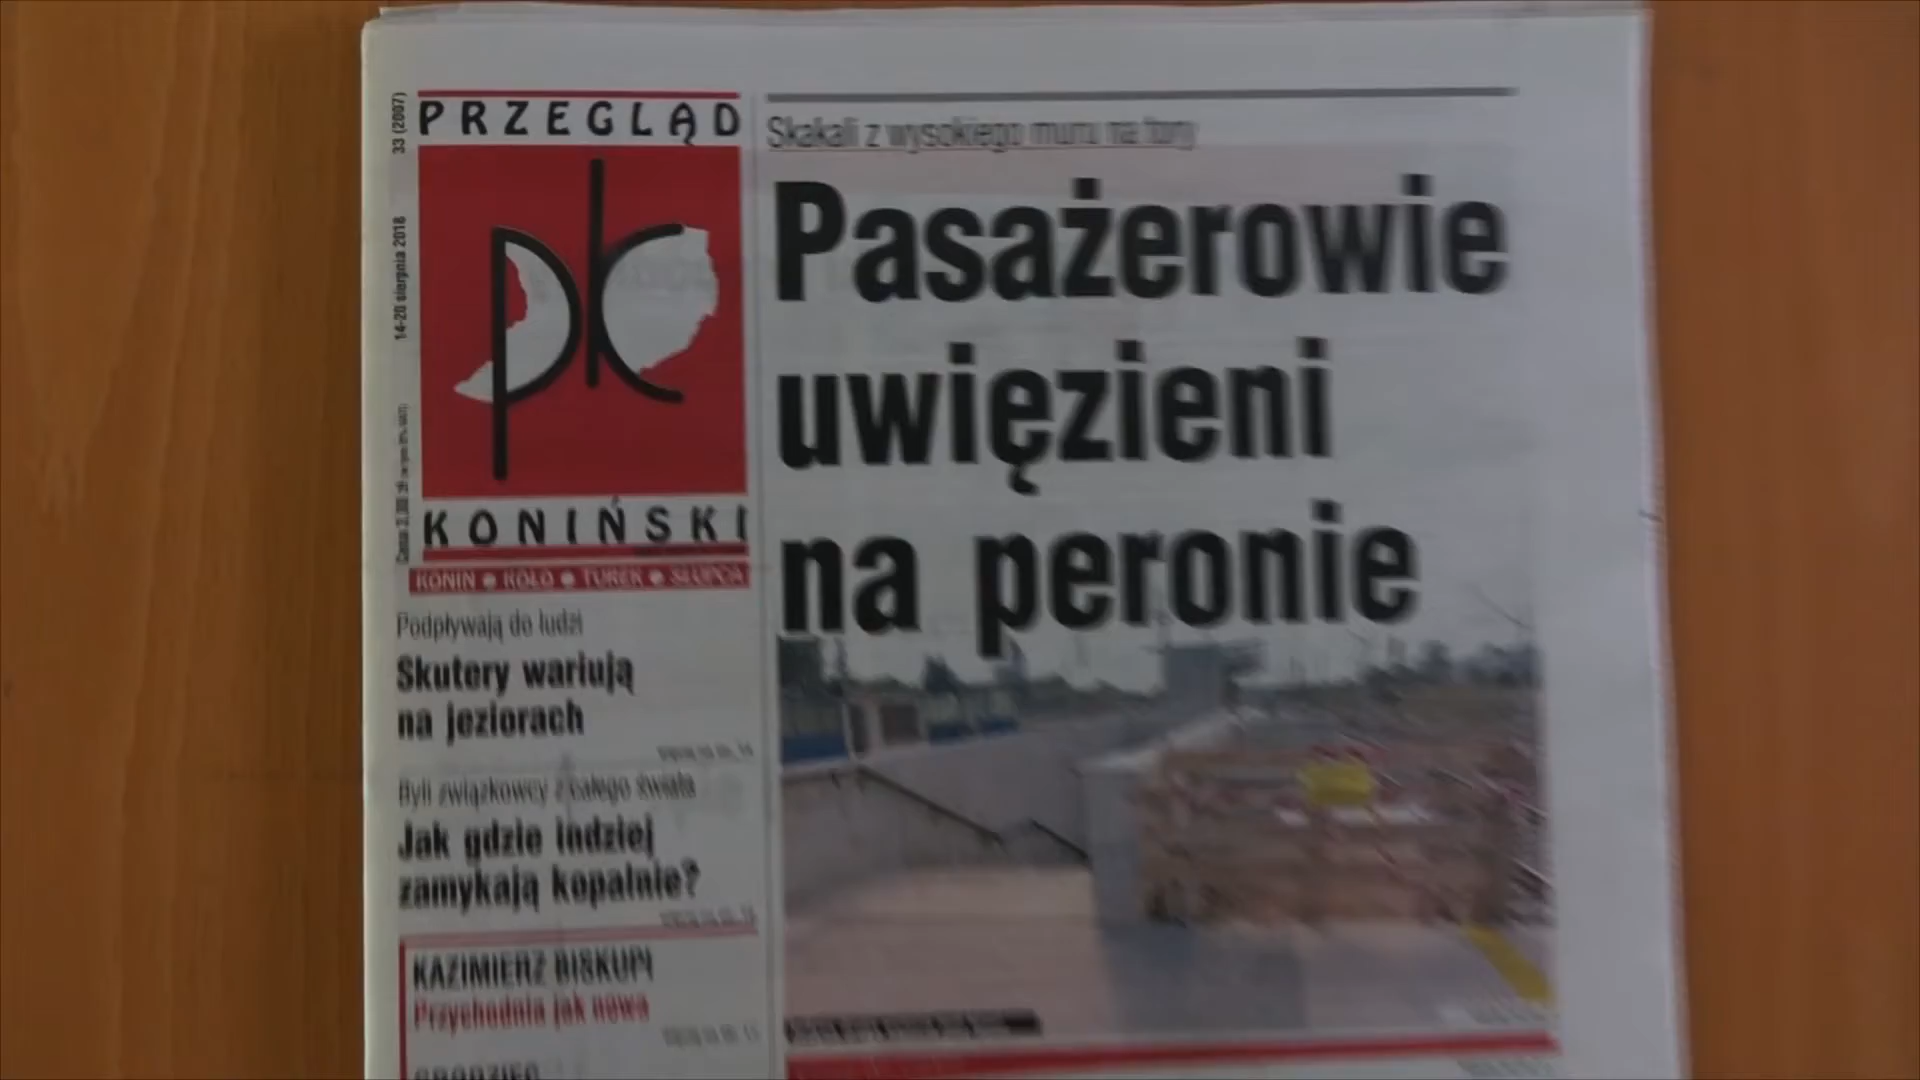 33 (2007)
14-20 sierpnia 2018
PRZEGLĄD
pk
KONIŃSKI
KONIN ● KOŁO ● TUREK ● SŁUPCA
Skakali z wysokiego muru na tory
Pasażerowie
uwięzieni
na peronie
Podpływają do ludzi
Skutery wariują
na jeziorach
Byli związkowcy z całego świata
Jak gdzie indziej
zamykają kopalnie?
KAZIMIERZ BISKUPI
Przychodnia jak nowa